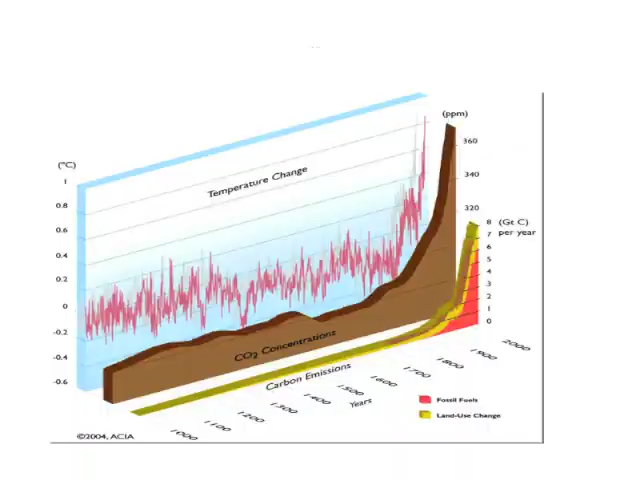 (ppm)
360
340
320
(°C)
1
0.8
0.6
0.4
0.2
0
-0.2
-0.4
-0.6
Temperature Change
8 (Gt C)
7 per year
6
5
4
3
2
1
0
CO2 Concentrations
Carbon Emissions
1000
1100
1200
1300
1400
1500
1600
1700
1800
1900
2000
Years
Fossil Fuels
Land-Use Change
©2004, ACIA